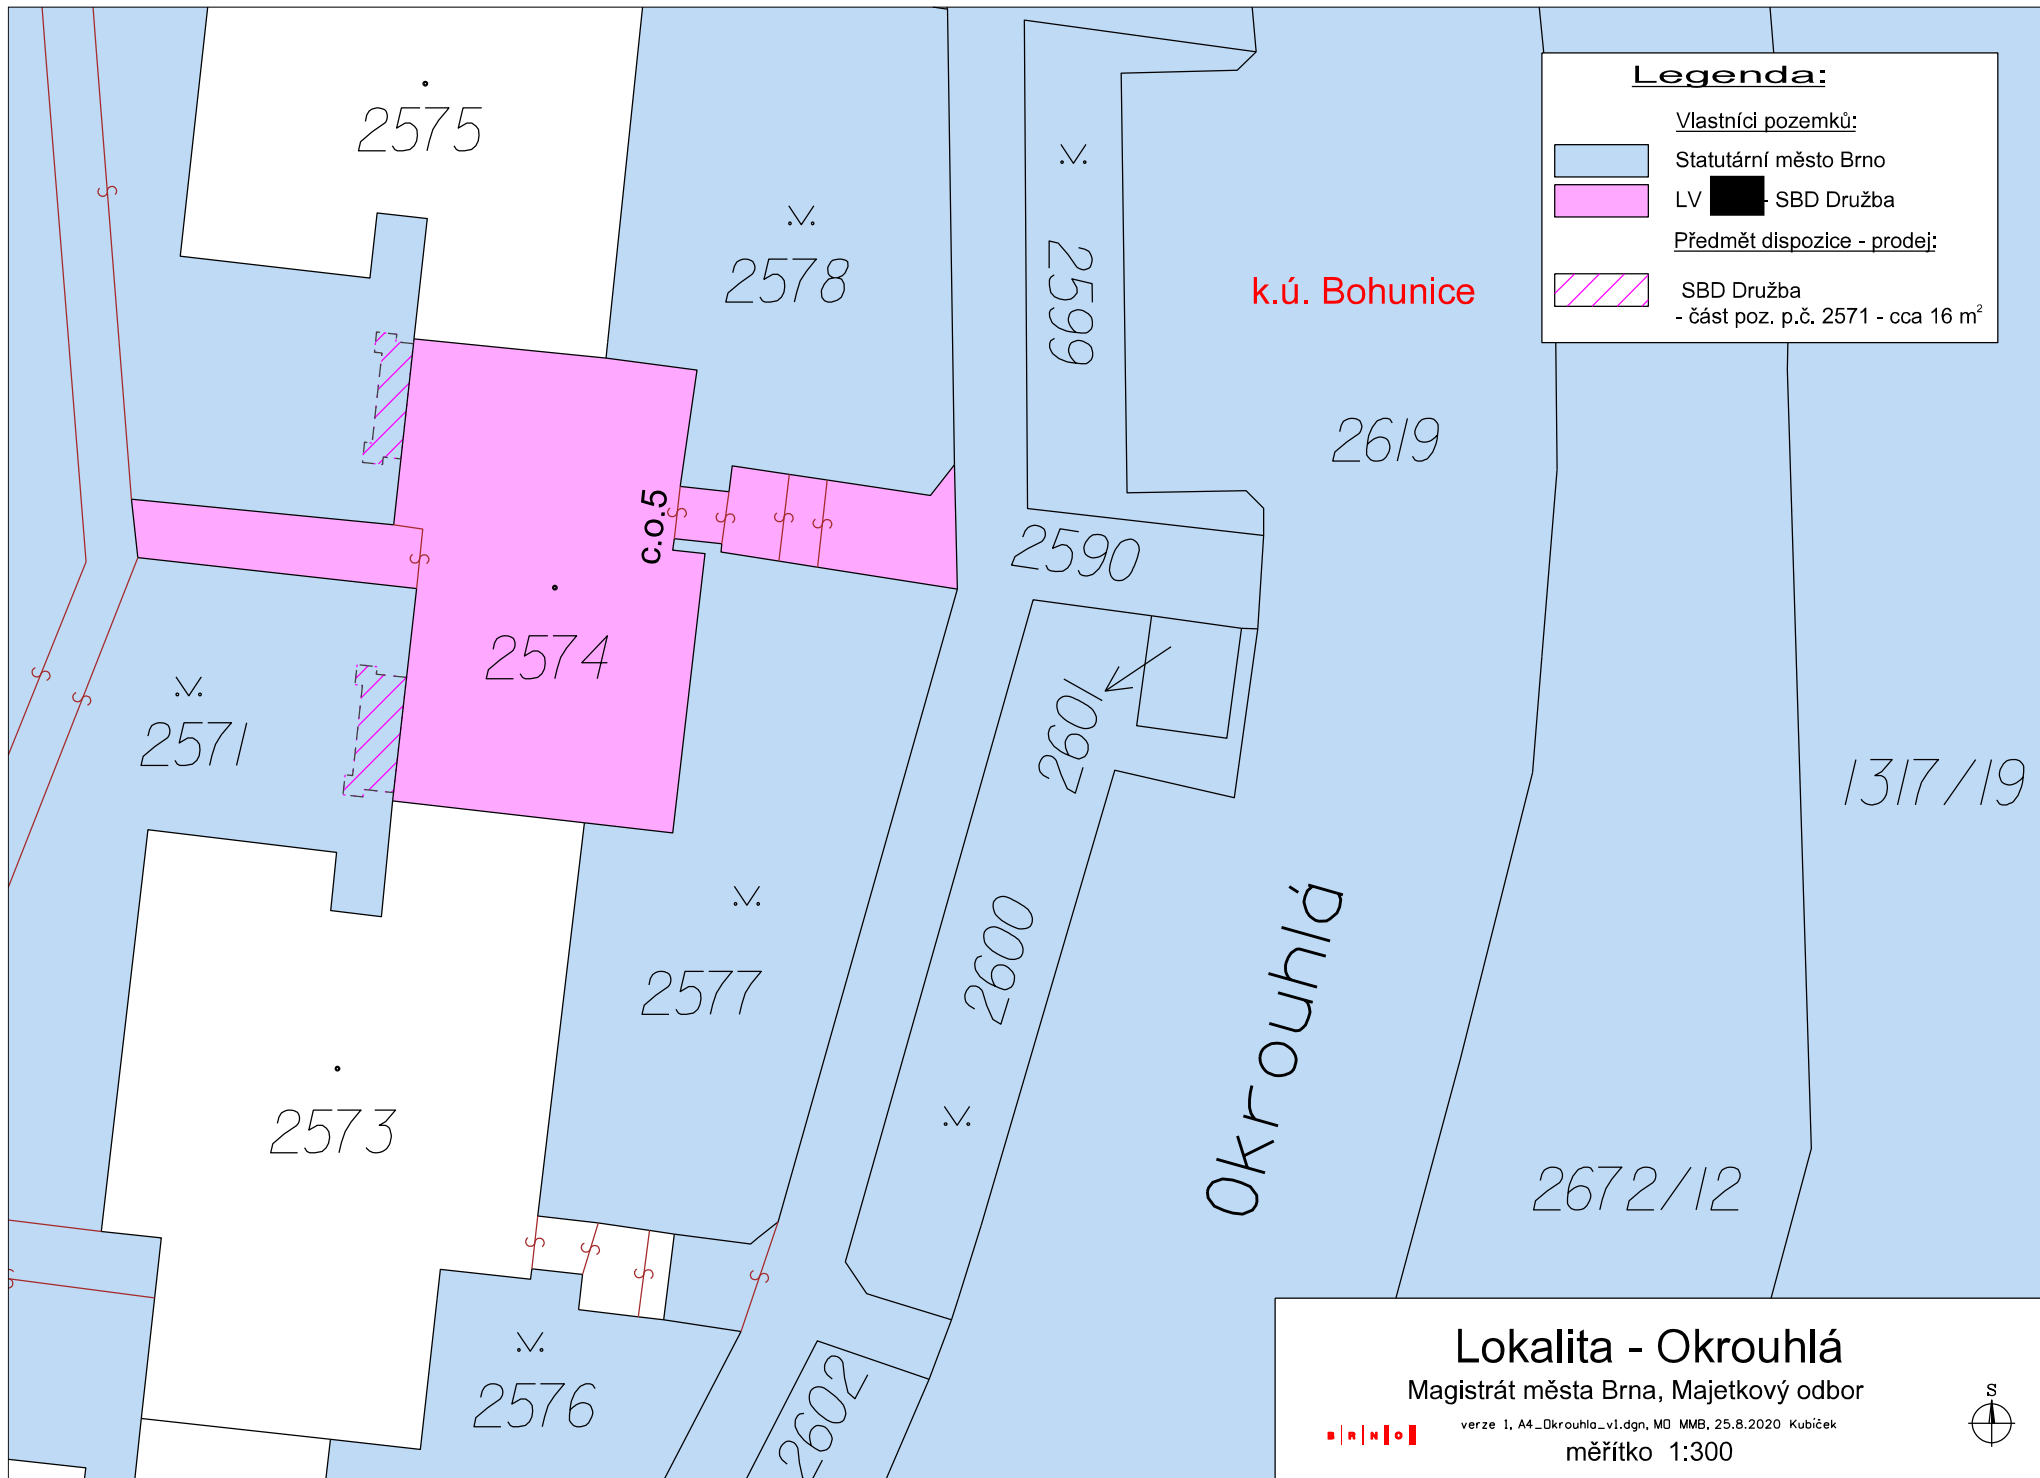 Legenda:
Vlastníci pozemků:
Statutární město Brno
LV - SBD Družba
Předmět dispozice - prodej:
SBD Družba
- část poz. p.č. 2571 - cca 16 m²
2575
2578
2599
k.ú. Bohunice
2619
c.o.5
2590
2574
2601
2571
1317/19
2600
2577
Okrouhlá
2573
2672/12
2576
2602
S
S
S
S
S
S
S
S
S
S
S
S
Lokalita - Okrouhlá
Magistrát města Brna, Majetkový odbor
verze 1, A4_Okrouhla_v1.dgn, MO MMB, 25.8.2020 Kubíček
BRNO
měřítko 1:300
S